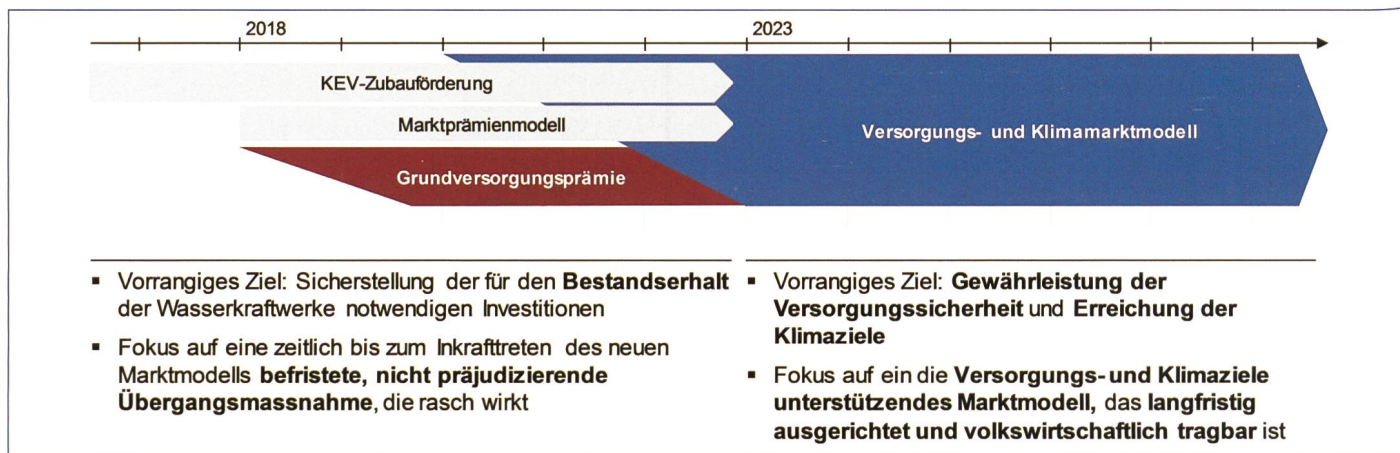 2018 2023
KEV-Zubauförderung
Marktprämienmodell
Versorgungs- und Klimamarktmodell
Grundversorgungsprämie
▪ Vorrangiges Ziel: Sicherstellung der für den Bestandserhalt
der Wasserkraftwerke notwendigen Investitionen
▪ Fokus auf eine zeitlich bis zum Inkrafttreten des neuen
Marktmodells befristete, nicht präjudizierende
Übergangsmassnahme, die rasch wirkt
▪ Vorrangiges Ziel: Gewährleistung der
Versorgungssicherheit und Erreichung der
Klimaziele
▪ Fokus auf ein die Versorgungs- und Klimaziele
unterstützendes Marktmodell, das langfristig
ausgerichtet und volkswirtschaftlich tragbar ist